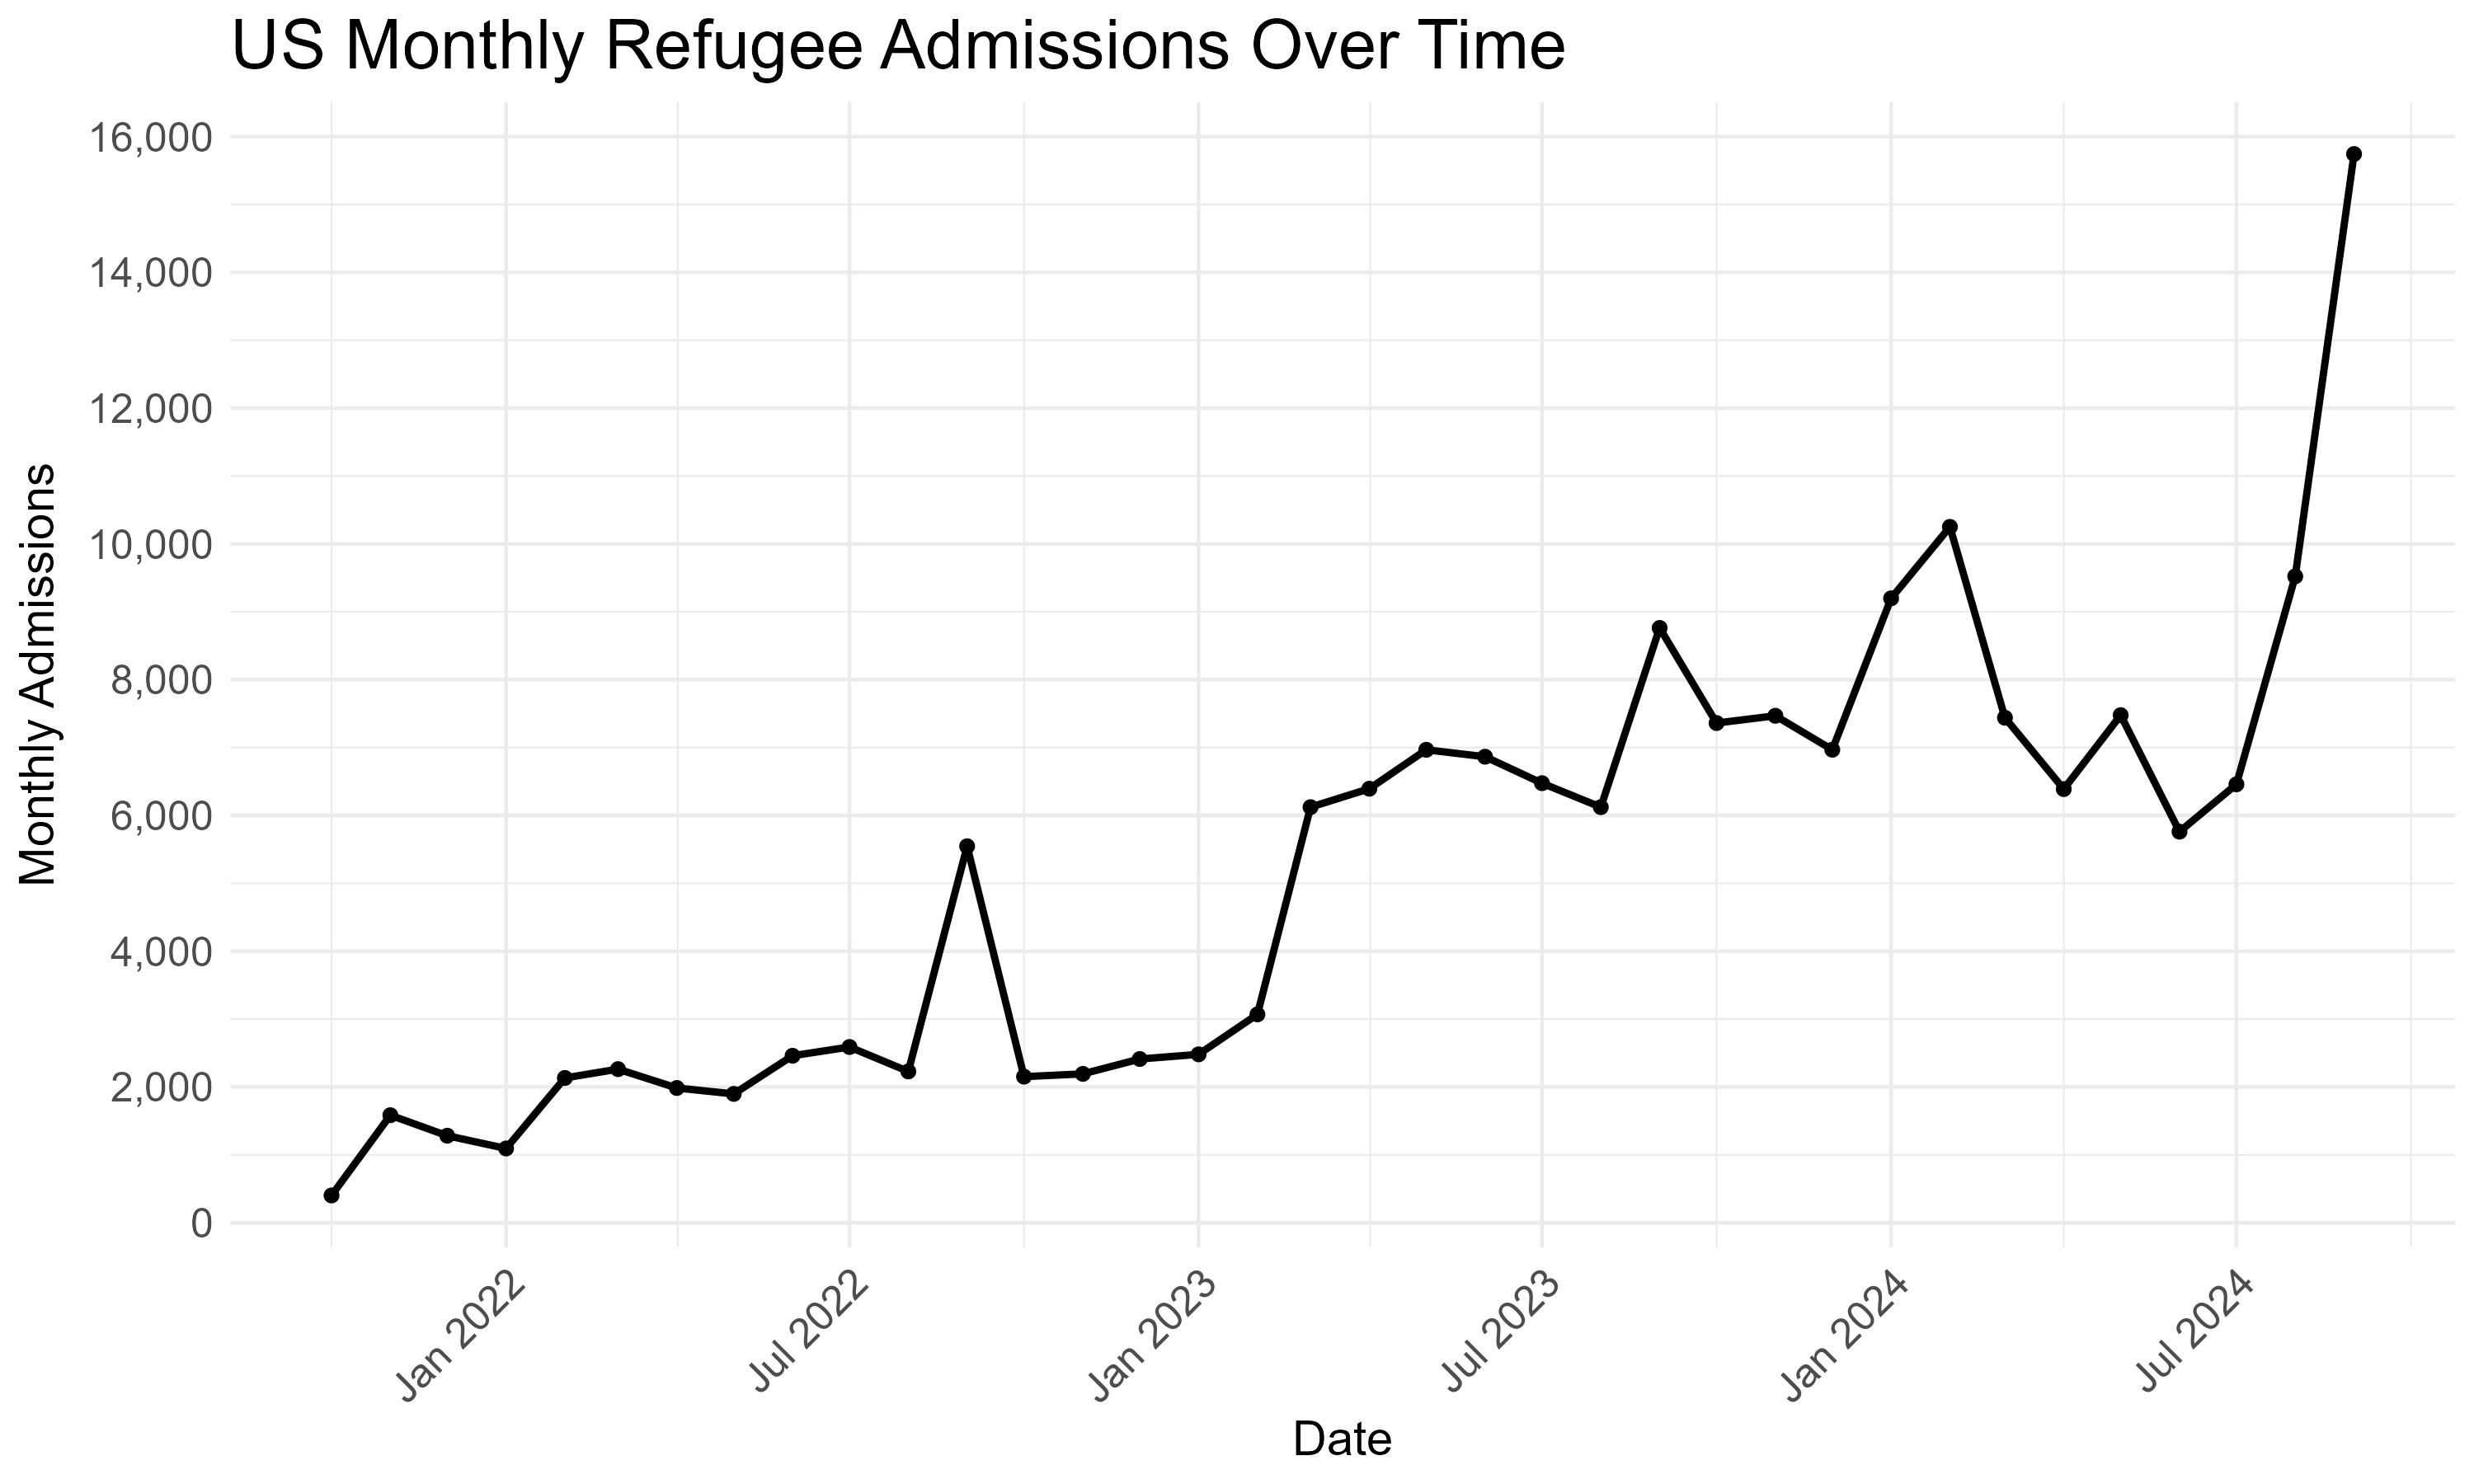 US Monthly Refugee Admissions Over Time
Monthly Admissions
16,000
14,000
12,000
10,000
8,000
6,000
4,000
2,000
0
Jan 2022
Jul 2022
Jan 2023
Jul 2023
Jan 2024
Jul 2024
Date